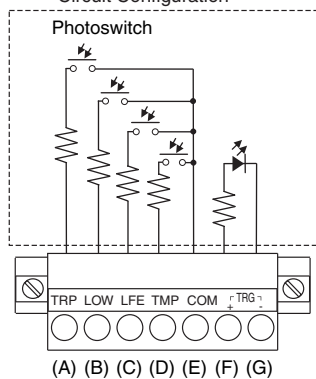 Circuit Configuration
Photoswitch
TRP LOW LFE TMP COM TRG
+ -
(A) (B) (C) (D) (E) (F) (G)